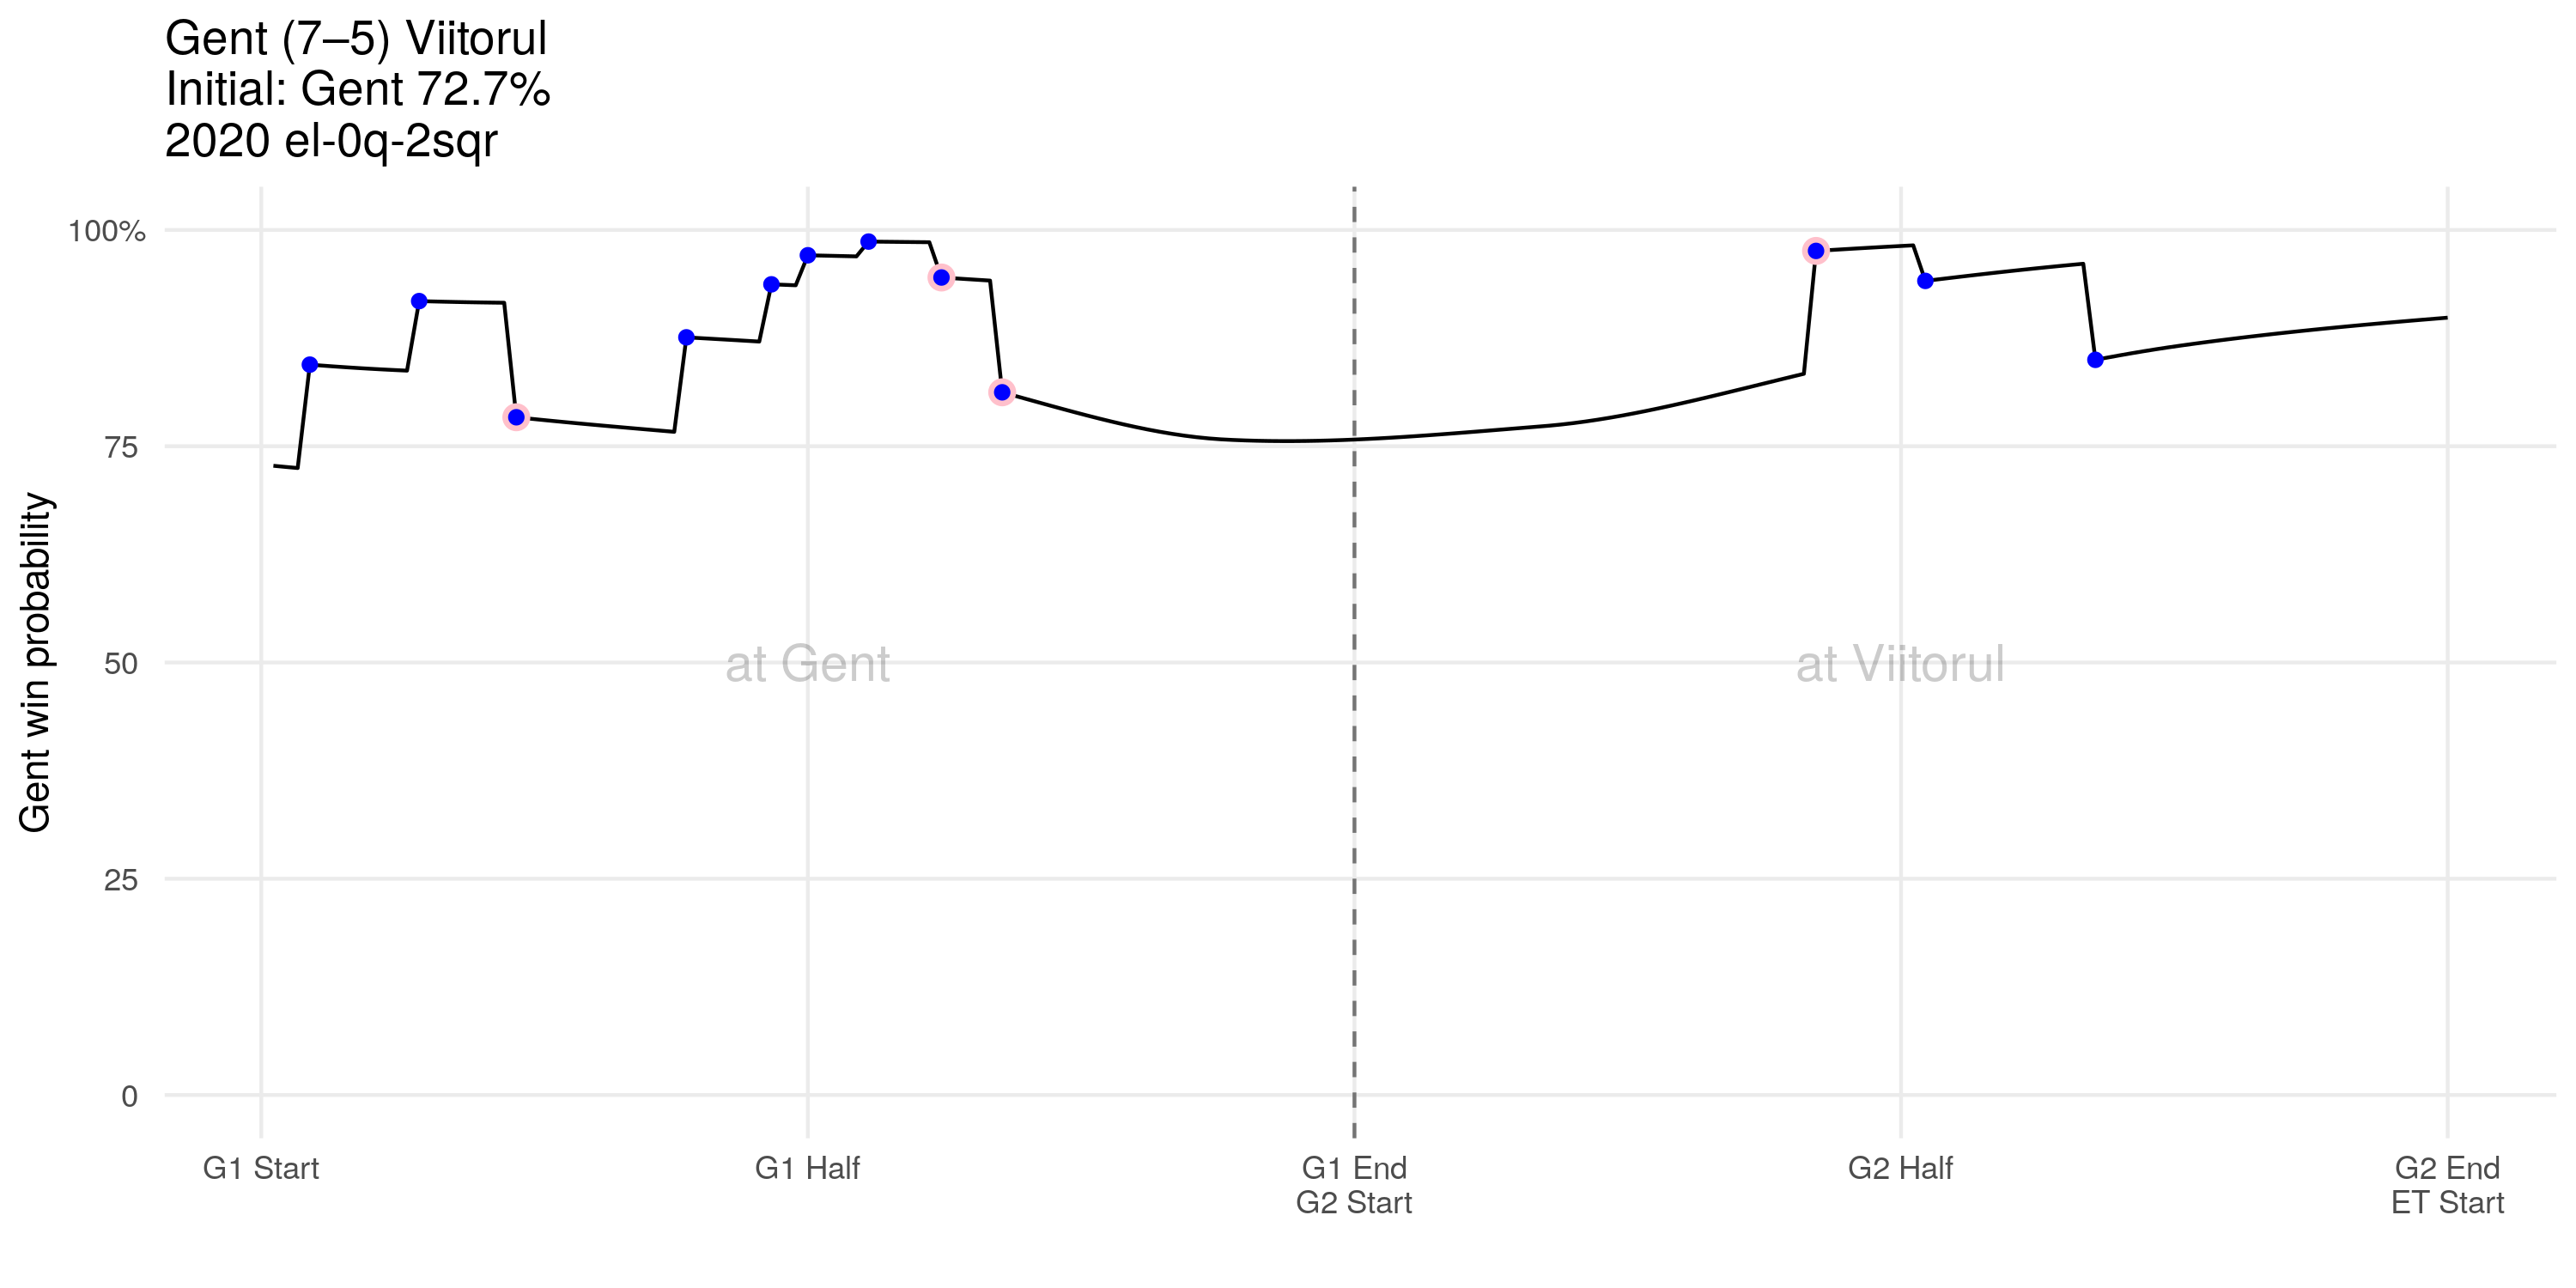 Gent (7–5) Viitorul
Initial: Gent 72.7%
2020 el-0q-2sqr
Gent win probability
100%
75
50
25
0
at Gent
at Viitorul
G1 Start
G1 Half
G1 End
G2 Start
G2 Half
G2 End
ET Start